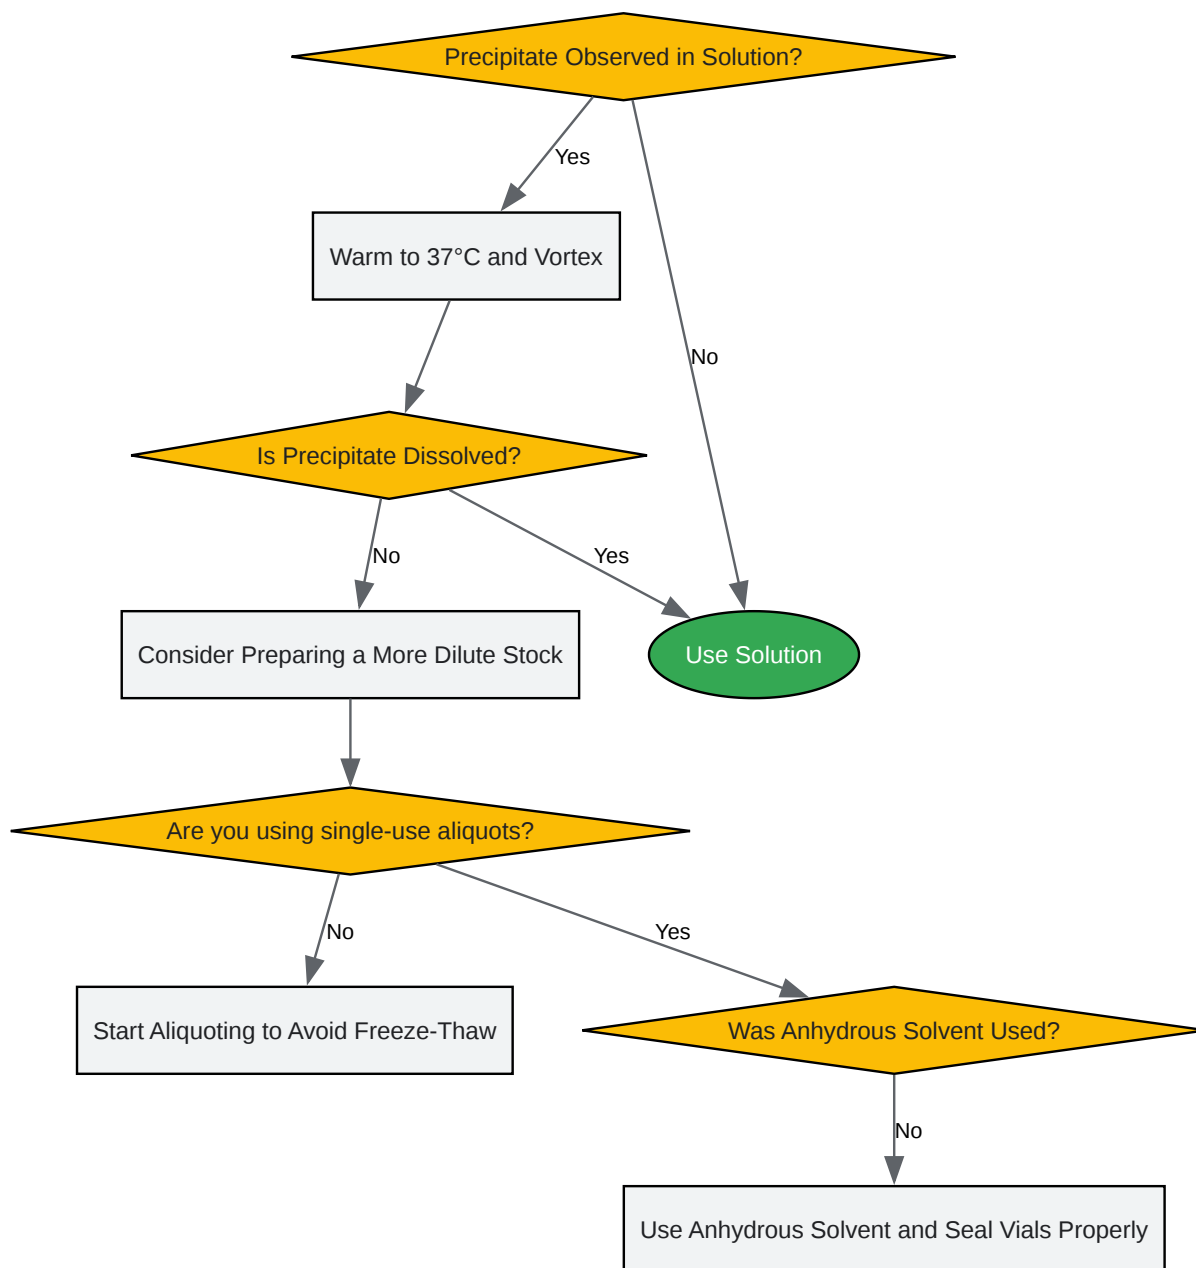 Precipitate Observed in Solution?
Yes
Warm to 37°C and Vortex
No
Is Precipitate Dissolved?
No
Yes
Consider Preparing a More Dilute Stock
Use Solution
Are you using single-use aliquots?
No
Yes
Start Aliquoting to Avoid Freeze-Thaw
Was Anhydrous Solvent Used?
No
Use Anhydrous Solvent and Seal Vials Properly